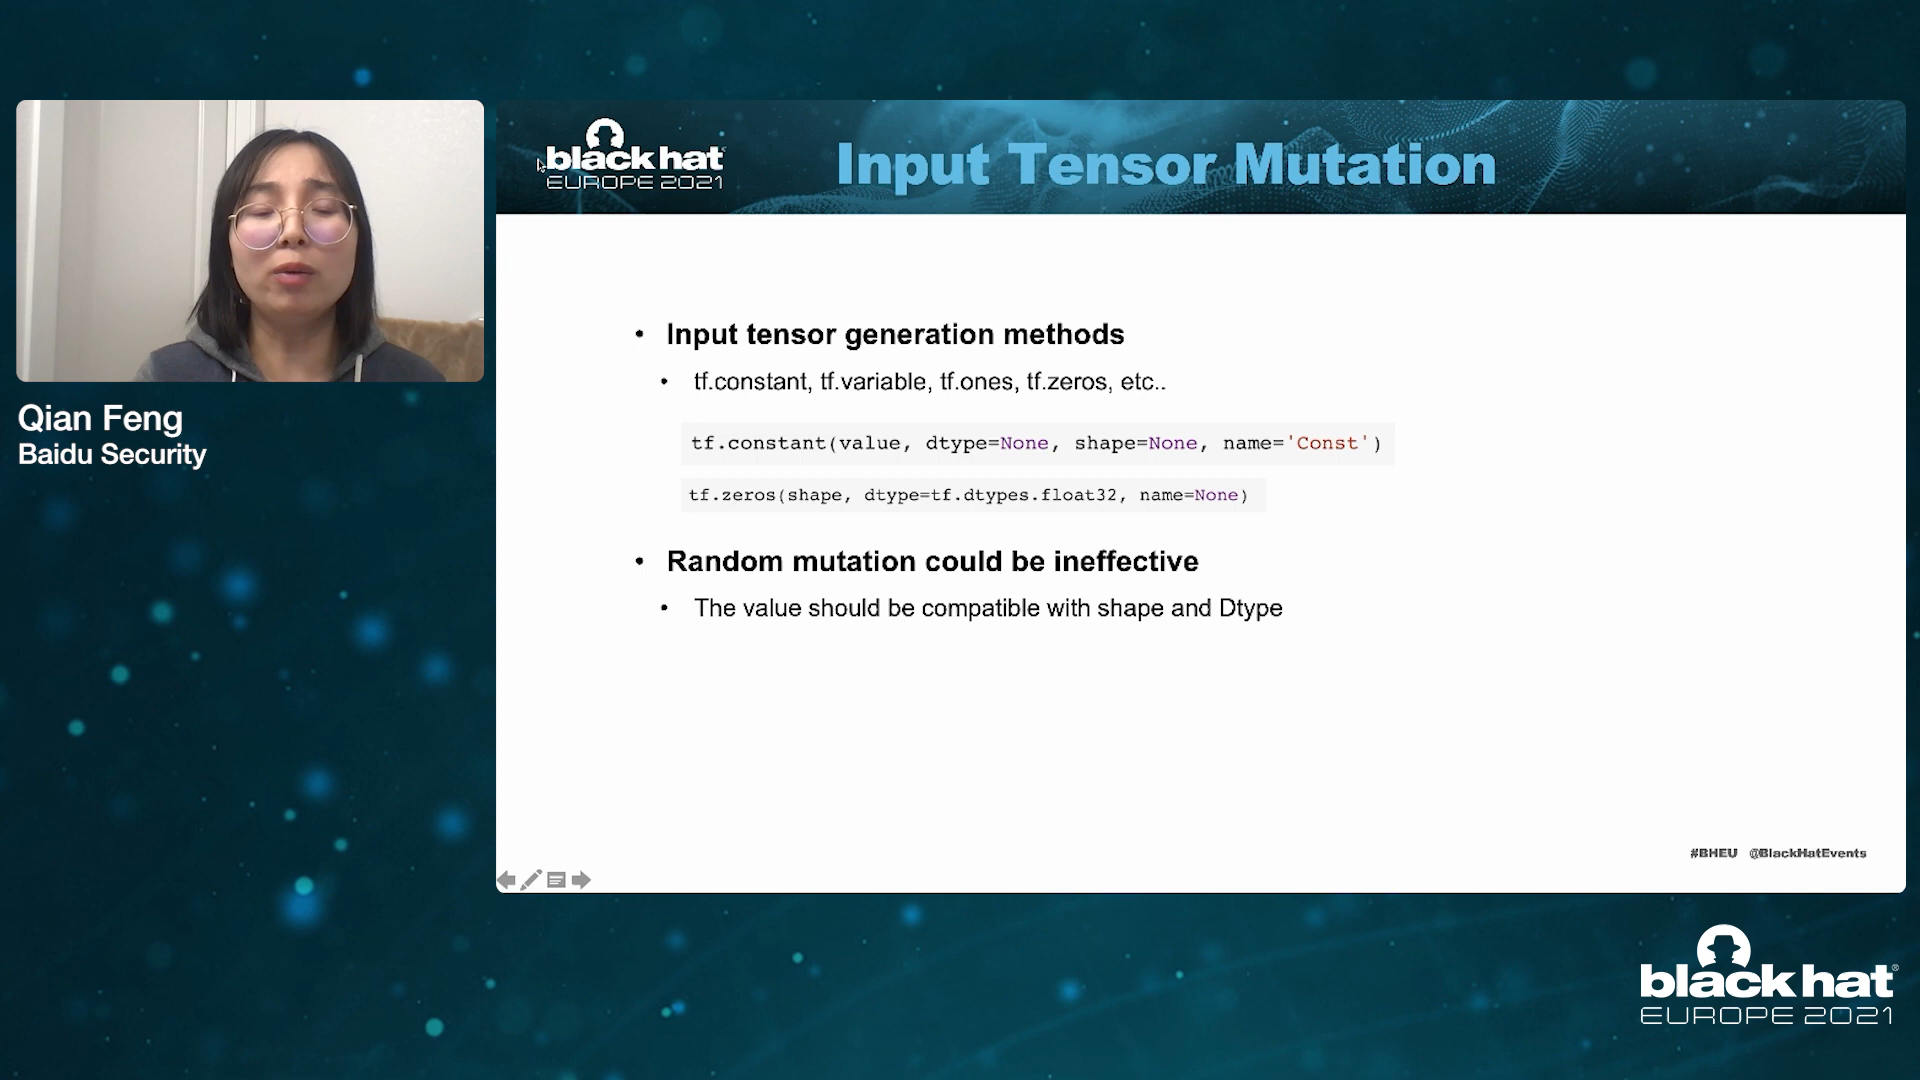 Qian Feng
Baidu Security
black hat
EUROPE 2021
Input Tensor Mutation
• Input tensor generation methods
• tf.constant, tf.variable, tf.ones, tf.zeros, etc..
tf.constant(value, dtype=None, shape=None, name='Const')
tf.zeros(shape, dtype=tf.dtypes.float32, name=None)
• Random mutation could be ineffective
• The value should be compatible with shape and Dtype
#BHEU @BlackHatEvents
black hat®
EUROPE 2021